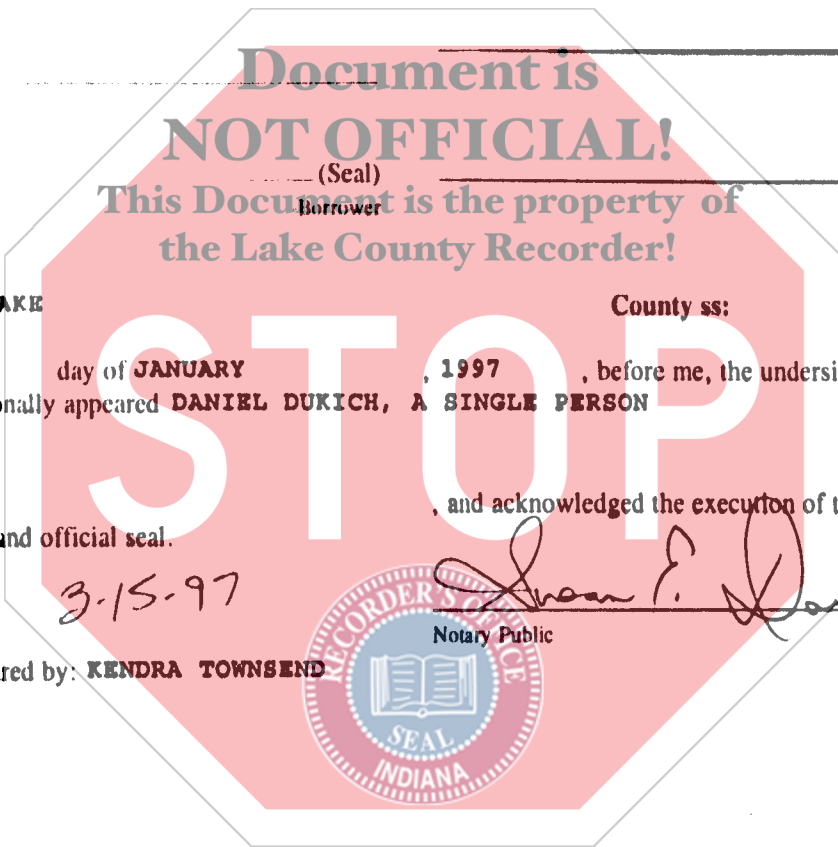 Document is
NOT OFFICIAL!
(Seal)
This Document is the property of
Borrower
the Lake County Recorder!
AKE County ss:
STOP
day of JANUARY , 1997 , before me, the undersi
onally appeared DANIEL DUKICH, A SINGLE PERSON
, and acknowledged the execution of t
and official seal.
3-15-97
Susan E.
Notary Public
red by: KENDRA TOWNSEND
RECORDER'S OFFICE
SEAL
INDIANA